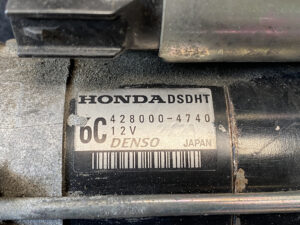 HONDA DSDHT
6C 428000-4740
12V
DENSO JAPAN